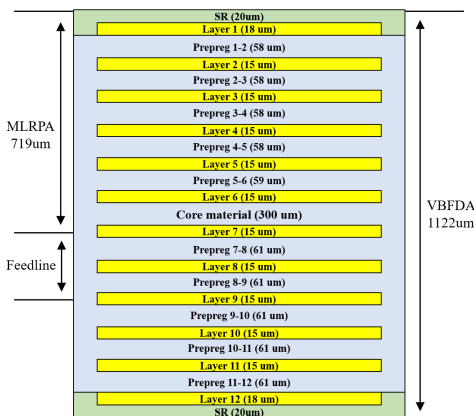 SR (20um)
Layer 1 (18 um)
Prepreg 1-2 (58 um)
Layer 2 (15 um)
Prepreg 2-3 (58 um)
Layer 3 (15 um)
Prepreg 3-4 (58 um)
Layer 4 (15 um)
Prepreg 4-5 (58 um)
Layer 5 (15 um)
Prepreg 5-6 (59 um)
Layer 6 (15 um)
Core material (300 um)
Layer 7 (15 um)
Prepreg 7-8 (61 um)
Layer 8 (15 um)
Prepreg 8-9 (61 um)
Layer 9 (15 um)
Prepreg 9-10 (61 um)
Layer 10 (15 um)
Prepreg 10-11 (61 um)
Layer 11 (15 um)
Prepreg 11-12 (61 um)
Layer 12 (18 um)
SR (20um)
MLRPA
719um
Feedline
VBFDA
1122um